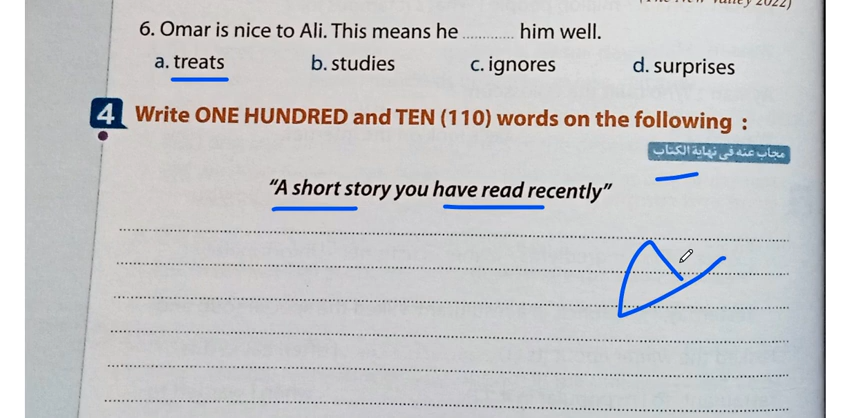 6. Omar is nice to Ali. This means he ............ him well.
a. treats b. studies c. ignores d. surprises
4 Write ONE HUNDRED and TEN (110) words on the following :
مجاب عنه فى نهاية الكتاب
“A short story you have read recently”